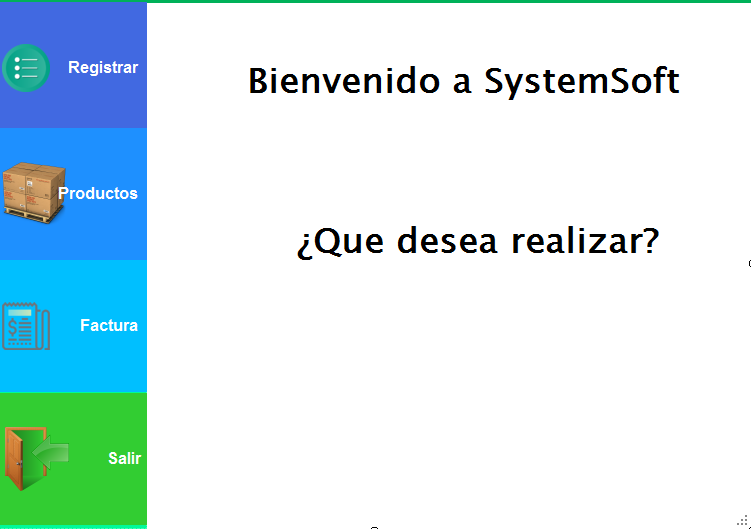 Registrar
Bienvenido a SystemSoft
Productos
¿Que desea realizar?
Factura
Salir